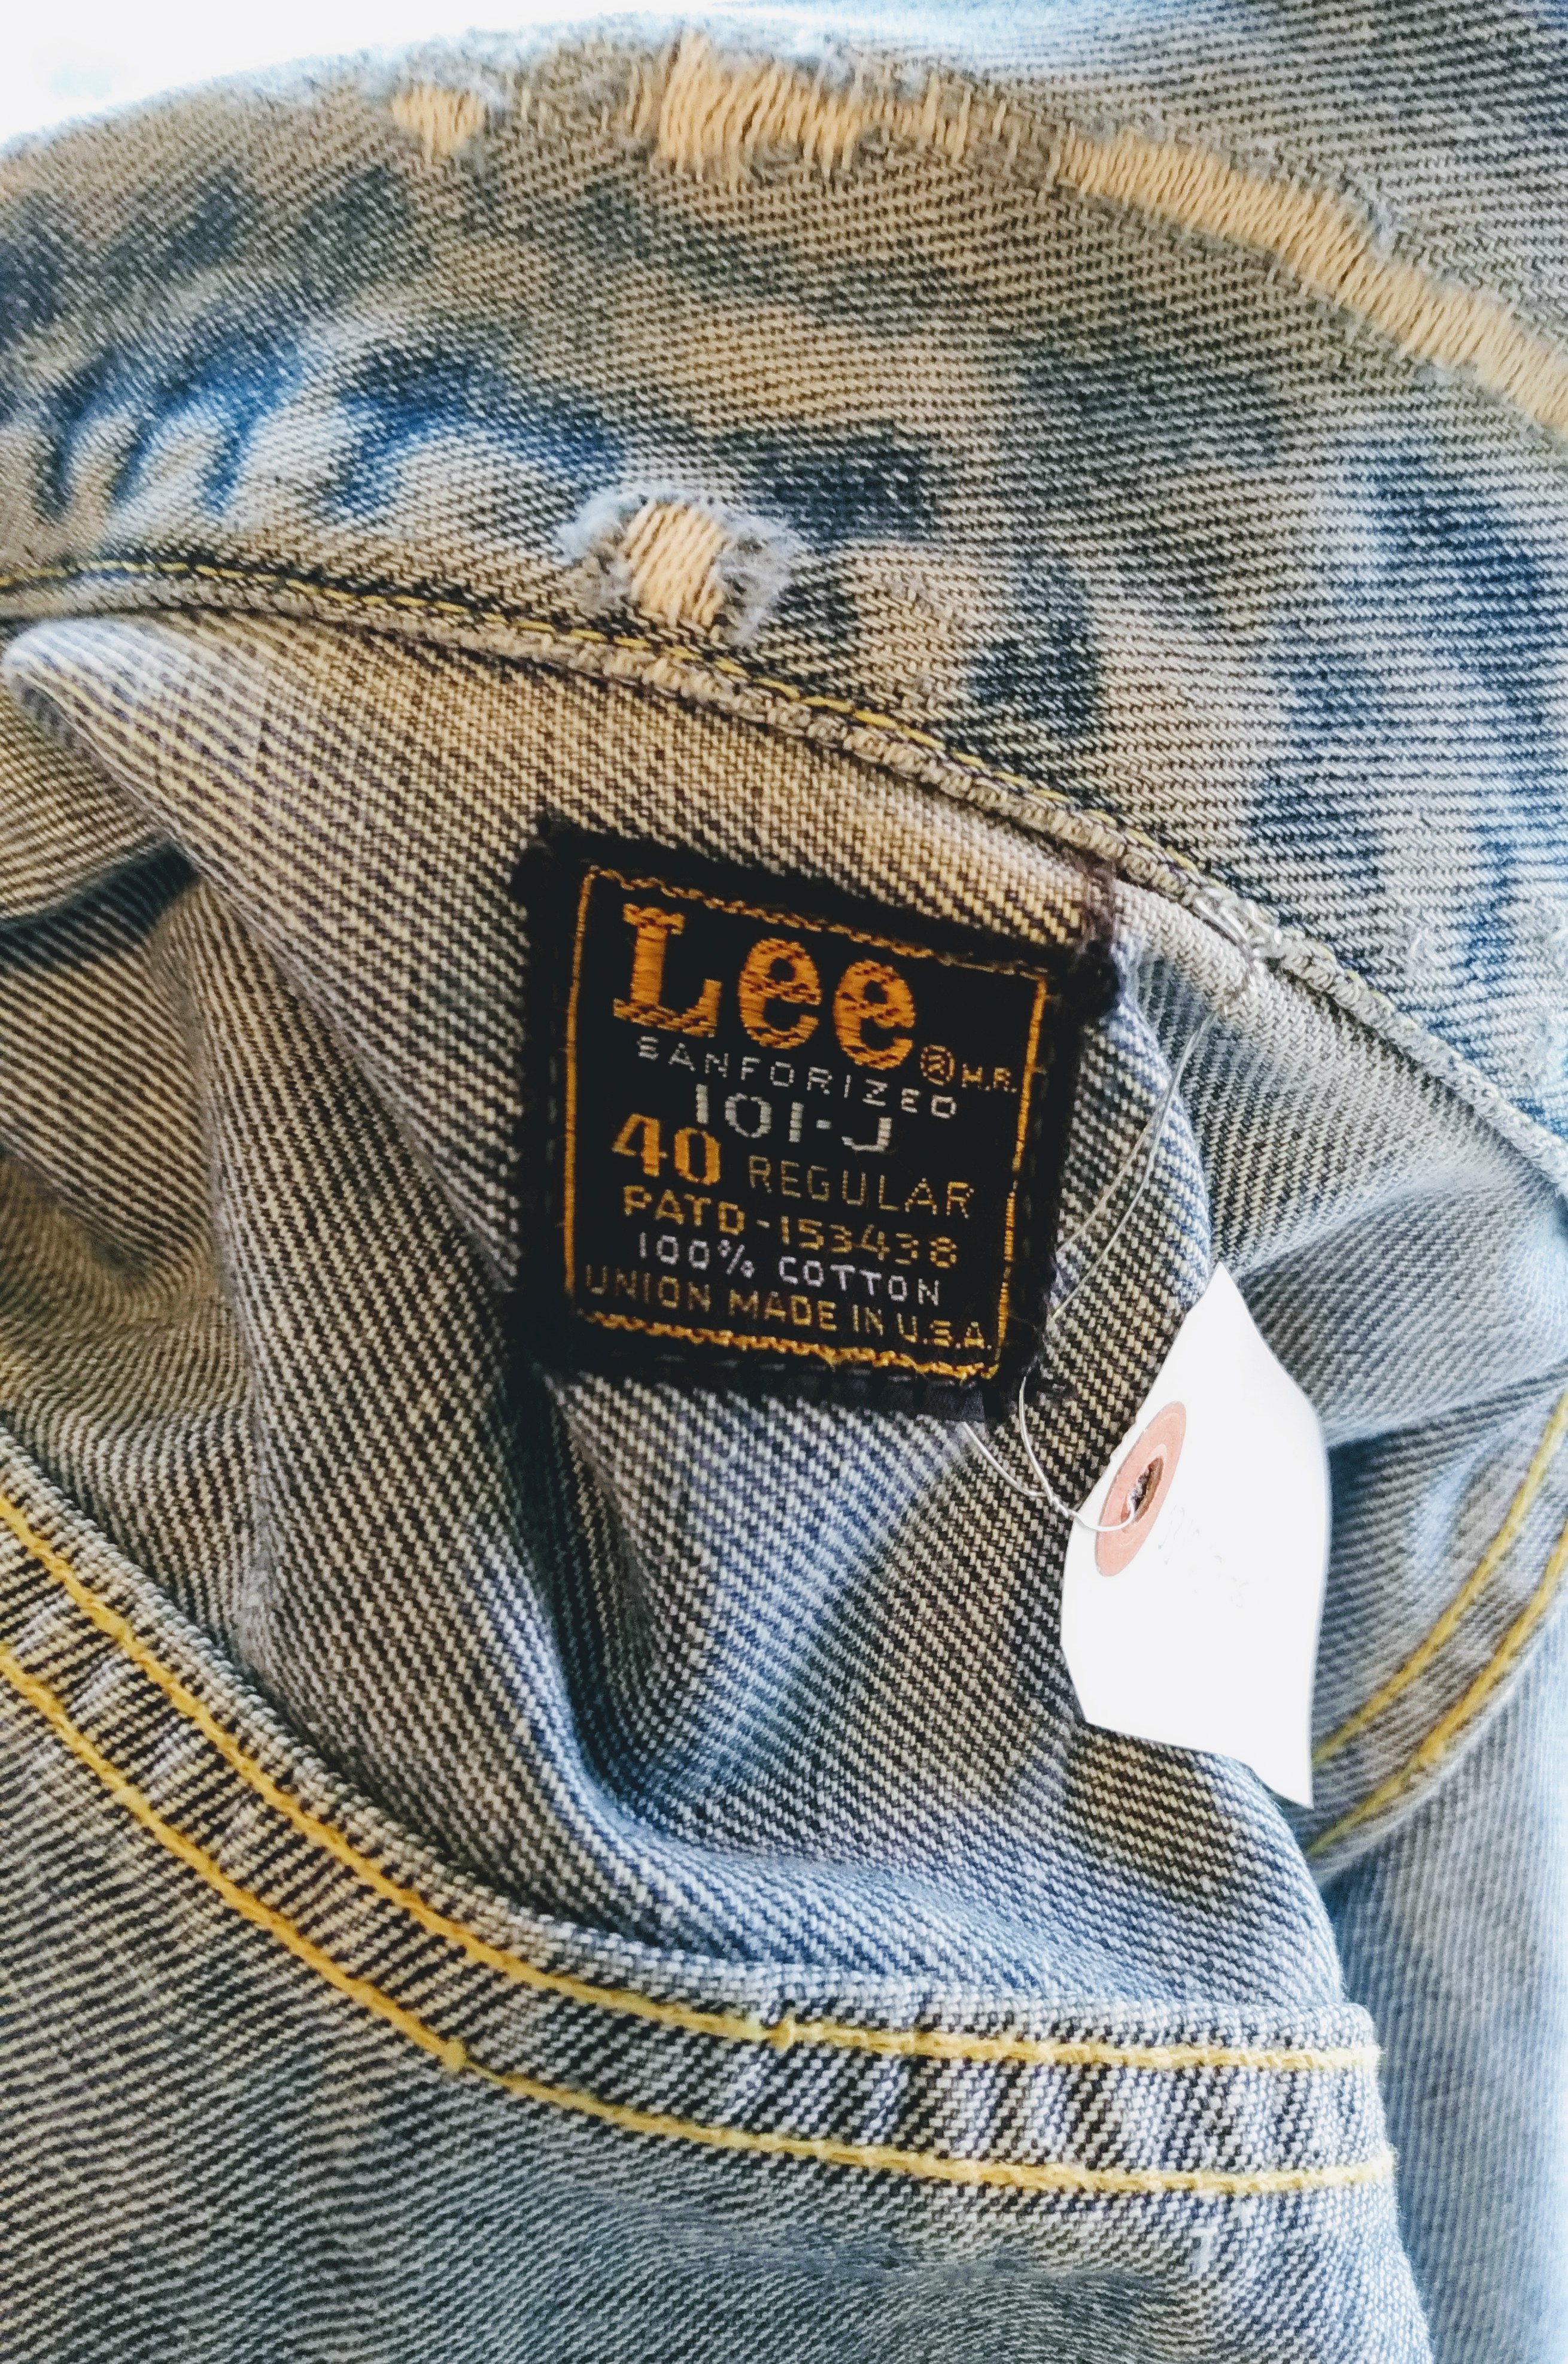 Lee ® M.R.
SANFORIZED
101-J
40 REGULAR
PATD-153438
100% COTTON
UNION MADE IN U.S.A.